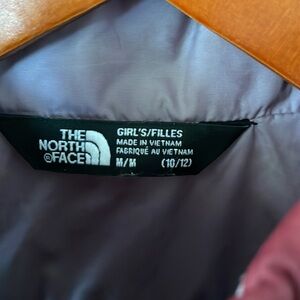 THE
NORTH
FACE
GIRL'S/FILLES
MADE IN VIETNAM
FABRIQUÉ AU VIETNAM
M/M (10/12)